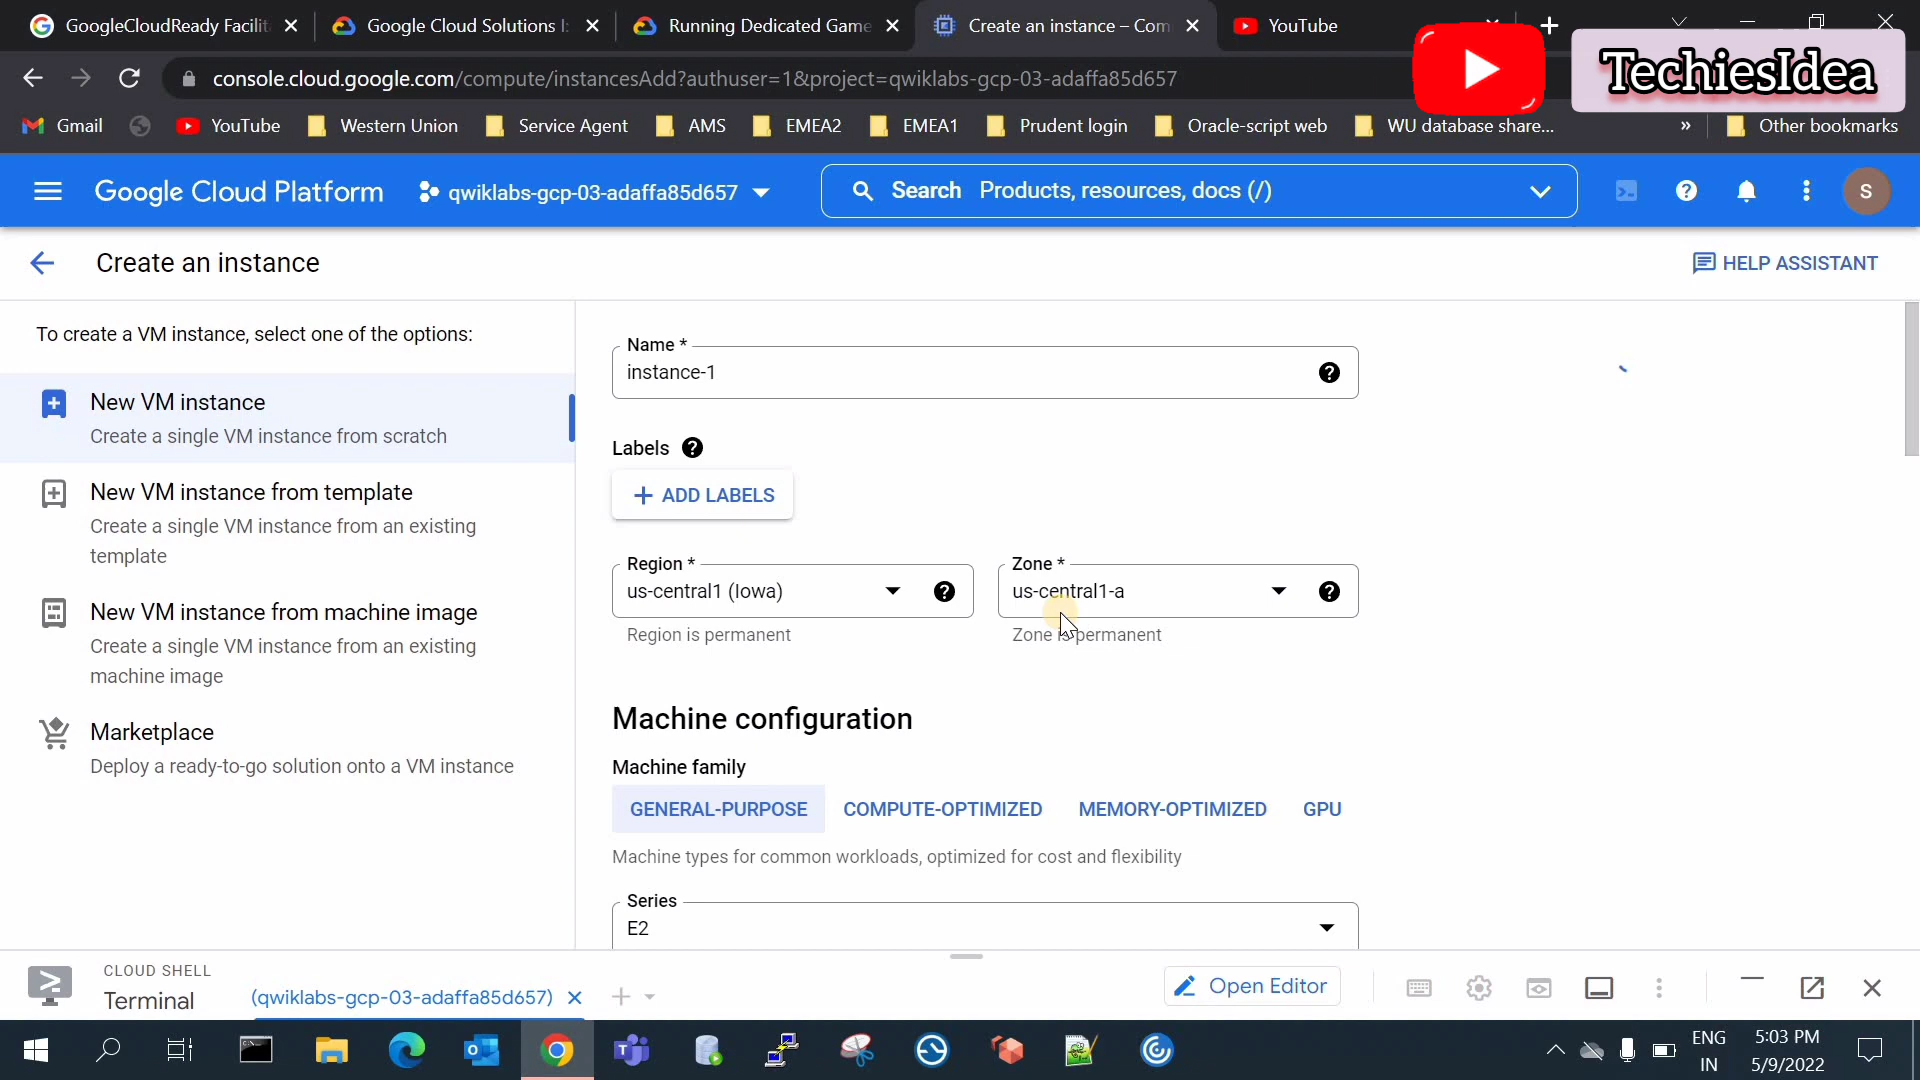 GoogleCloudReady Facilit
Google Cloud Solutions I:
Running Dedicated Game
Create an instance – Com
YouTube
console.cloud.google.com/compute/instancesAdd?authuser=1&project=qwiklabs-gcp-03-adaffa85d657
TechiesIdea
Gmail
YouTube
Western Union
Service Agent
AMS
EMEA2
EMEA1
Prudent login
Oracle-script web
WU database share...
»
Other bookmarks
Google Cloud Platform
qwiklabs-gcp-03-adaffa85d657
Search Products, resources, docs (/)
S
Create an instance
HELP ASSISTANT
To create a VM instance, select one of the options:
New VM instance
Create a single VM instance from scratch
New VM instance from template
Create a single VM instance from an existing
template
New VM instance from machine image
Create a single VM instance from an existing
machine image
Marketplace
Deploy a ready-to-go solution onto a VM instance
Name *
instance-1
Labels
ADD LABELS
Region *
us-central1 (Iowa)
Region is permanent
Zone *
us-central1-a
Zone is permanent
Machine configuration
Machine family
GENERAL-PURPOSE
COMPUTE-OPTIMIZED
MEMORY-OPTIMIZED
GPU
Machine types for common workloads, optimized for cost and flexibility
Series
E2
CLOUD SHELL
Terminal
(qwiklabs-gcp-03-adaffa85d657)
Open Editor
ENG
IN
5:03 PM
5/9/2022